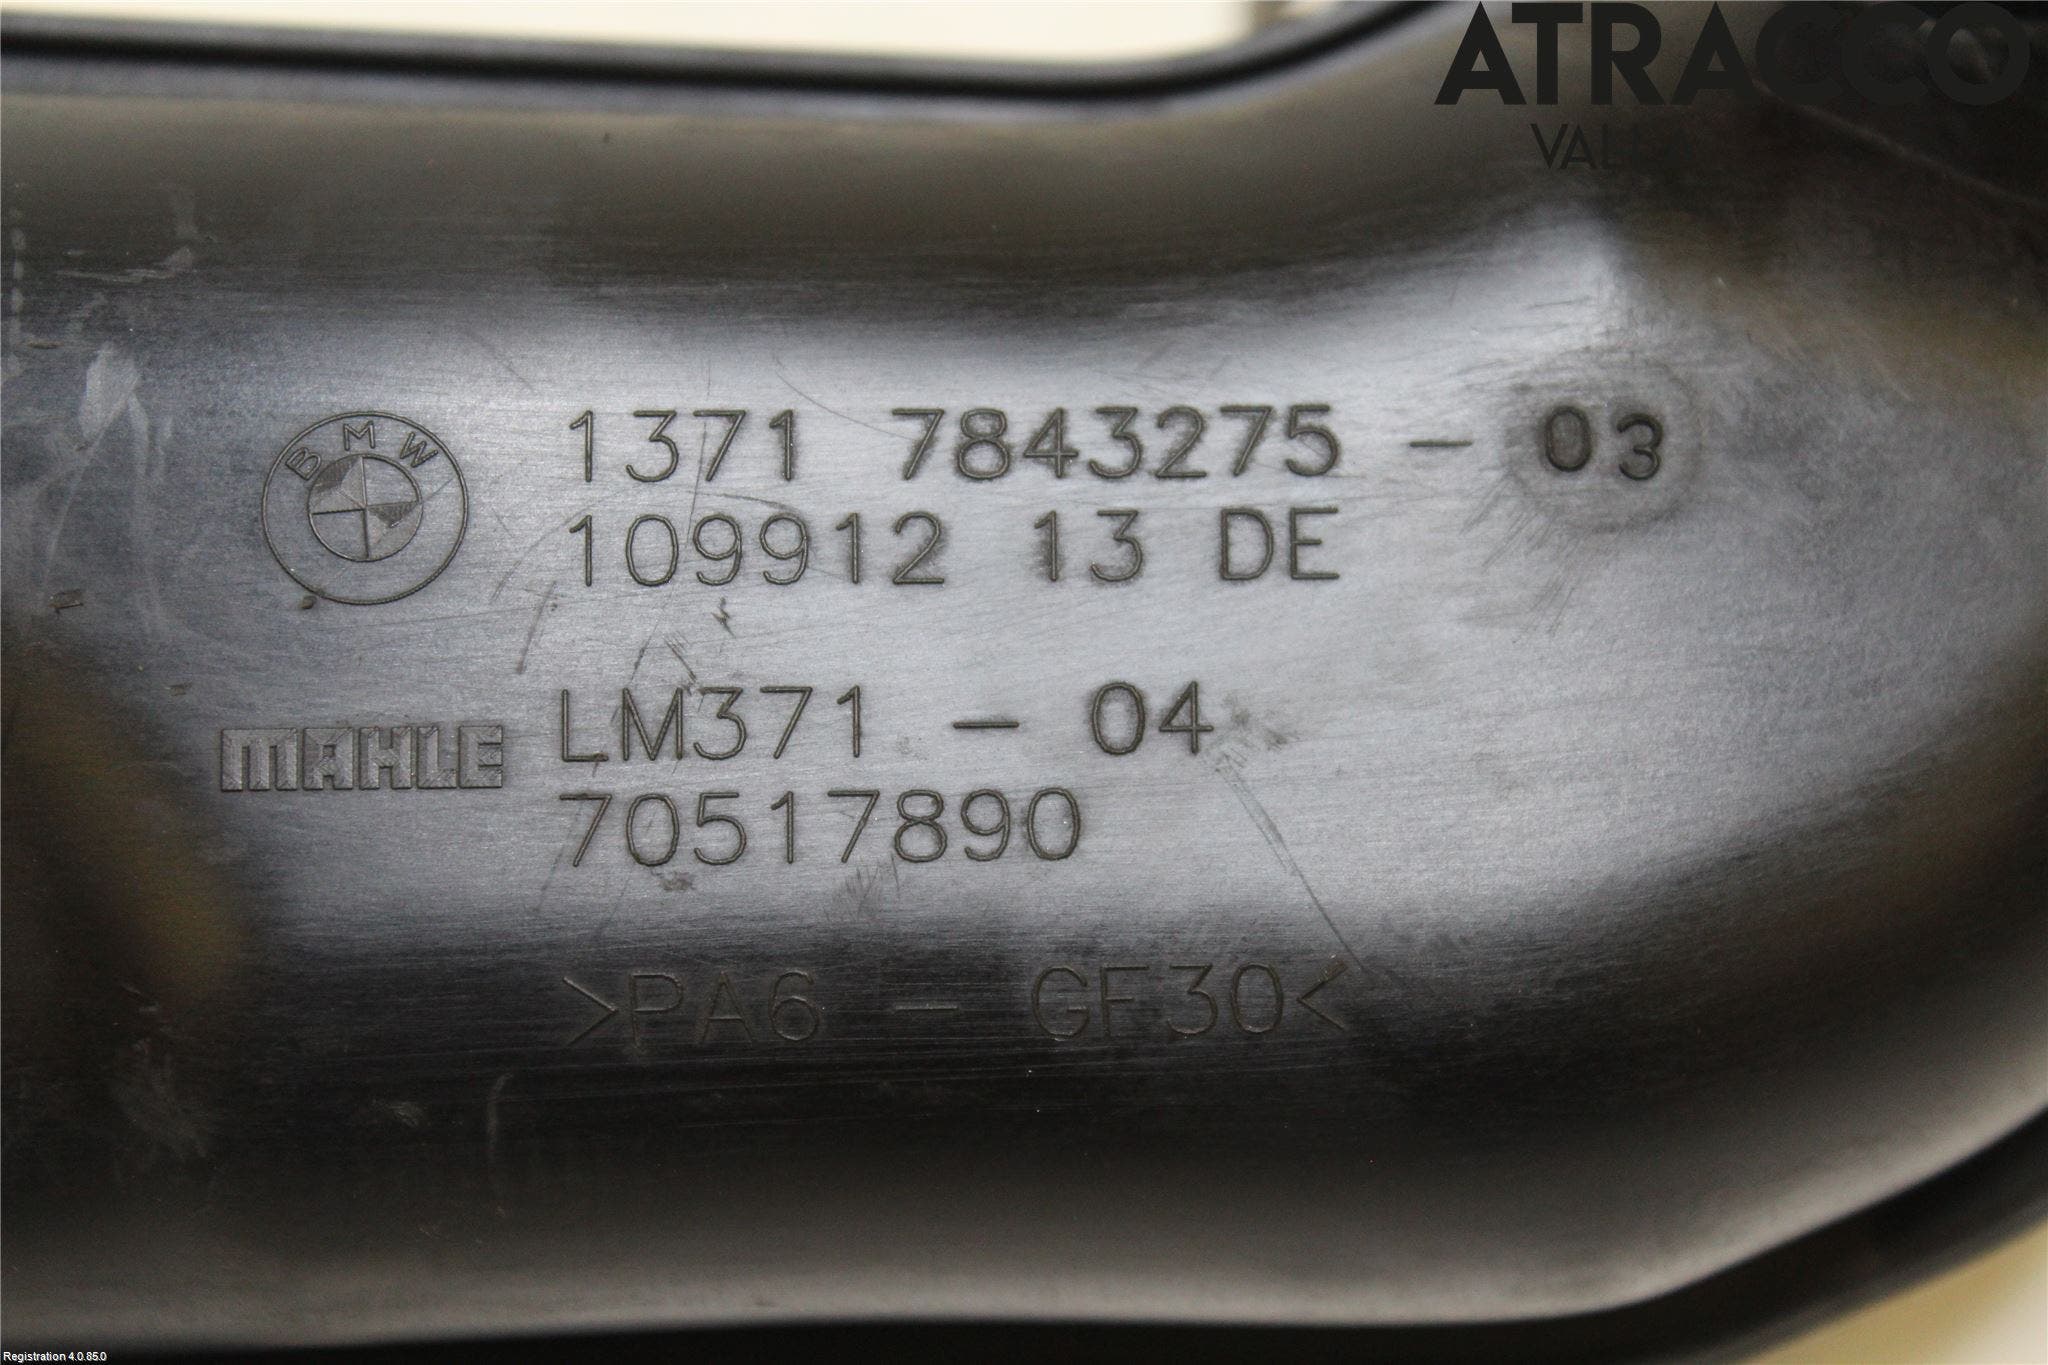 ATRACCO
VALLA
BMW
1371 7843275 - 03
109912 13 DE
MAHLE
LM371 - 04
70517890
>PA6 - GF30<
Registration 4.0.85.0